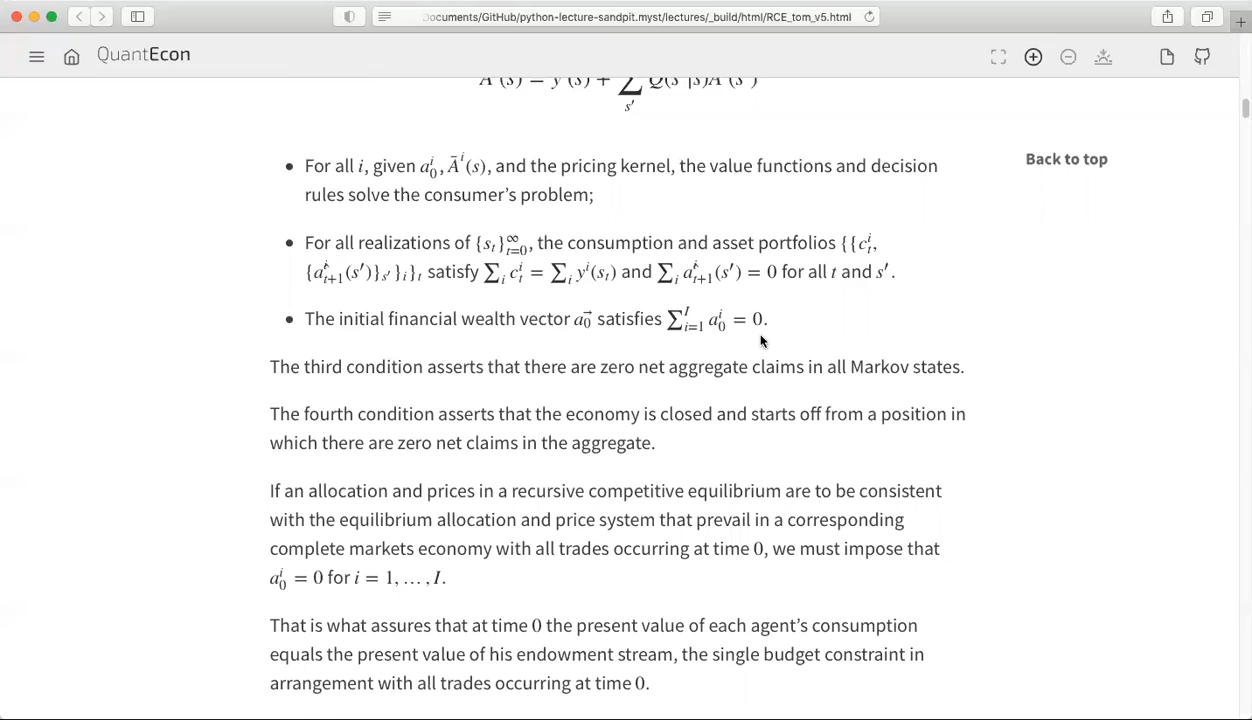 Documents/GitHub/python-lecture-sandpit.myst/lectures/_build/html/RCE_tom_v5.html
QuantEcon
s′
• For all i, given a_0^i, Ā^i(s), and the pricing kernel, the value functions and decision
rules solve the consumer’s problem;
Back to top
• For all realizations of {s_t}_{t=0}^∞, the consumption and asset portfolios {{c_t^i,
{a_{t+1}^i(s′)}_{s′}}_i}_t satisfy ∑_i c_t^i = ∑_i y^i(s_t) and ∑_i a_{t+1}^i(s′) = 0 for all t and s′.
• The initial financial wealth vector a⃗_0 satisfies ∑_{i=1}^I a_0^i = 0.
The third condition asserts that there are zero net aggregate claims in all Markov states.
The fourth condition asserts that the economy is closed and starts off from a position in
which there are zero net claims in the aggregate.
If an allocation and prices in a recursive competitive equilibrium are to be consistent
with the equilibrium allocation and price system that prevail in a corresponding
complete markets economy with all trades occurring at time 0, we must impose that
a_0^i = 0 for i = 1, … , I.
That is what assures that at time 0 the present value of each agent’s consumption
equals the present value of his endowment stream, the single budget constraint in
arrangement with all trades occurring at time 0.